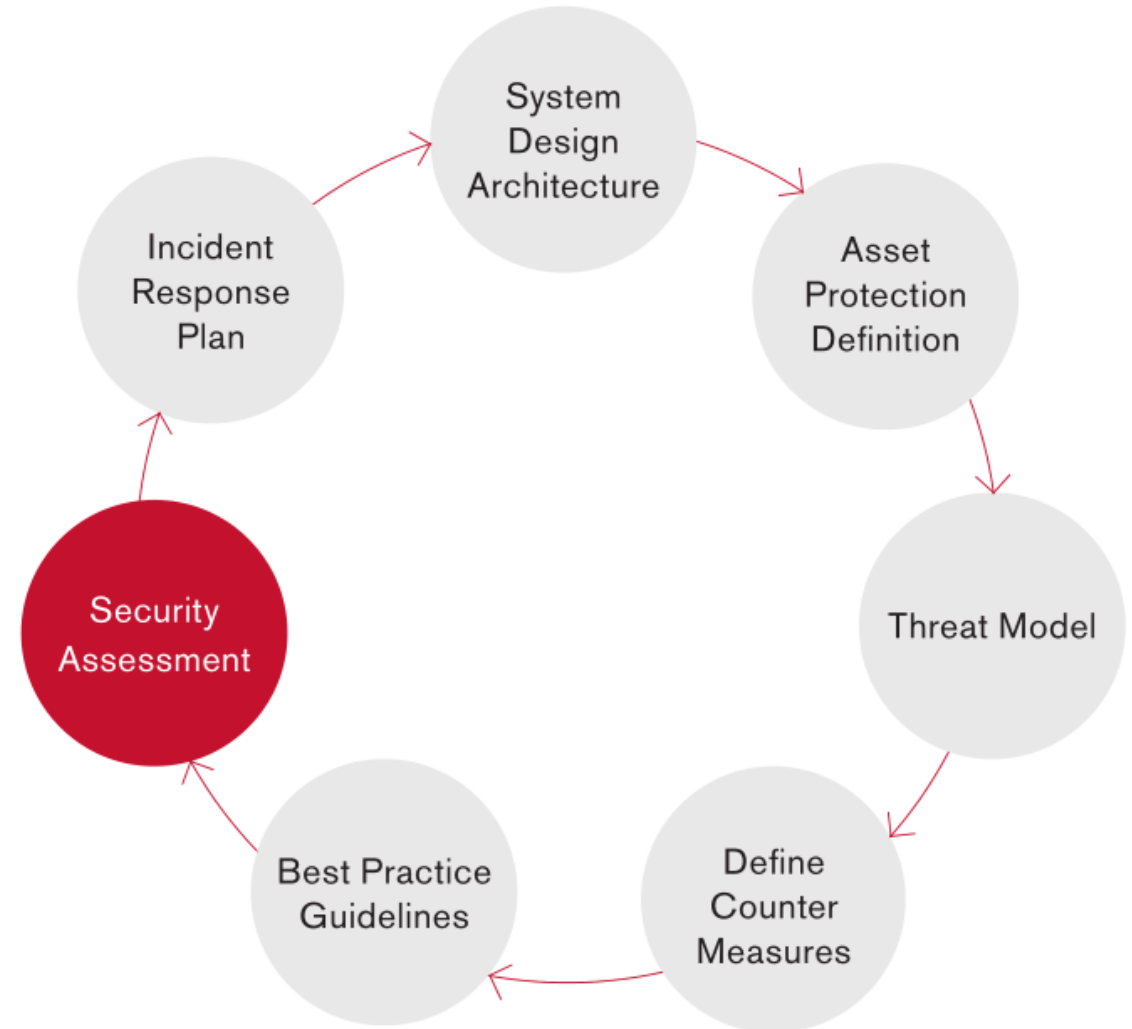 System
Design
Architecture
Asset
Protection
Definition
Threat Model
Define
Counter
Measures
Best Practice
Guidelines
Security
Assessment
Incident
Response
Plan